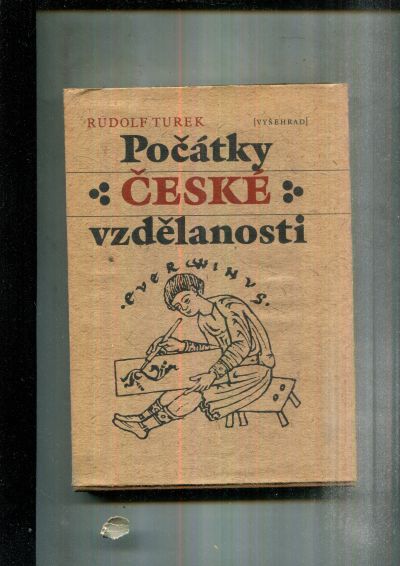 RUDOLF TUREK [VYŠEHRAD]
Počátky
ČESKÉ
vzdělanosti
·EVERWINVS·